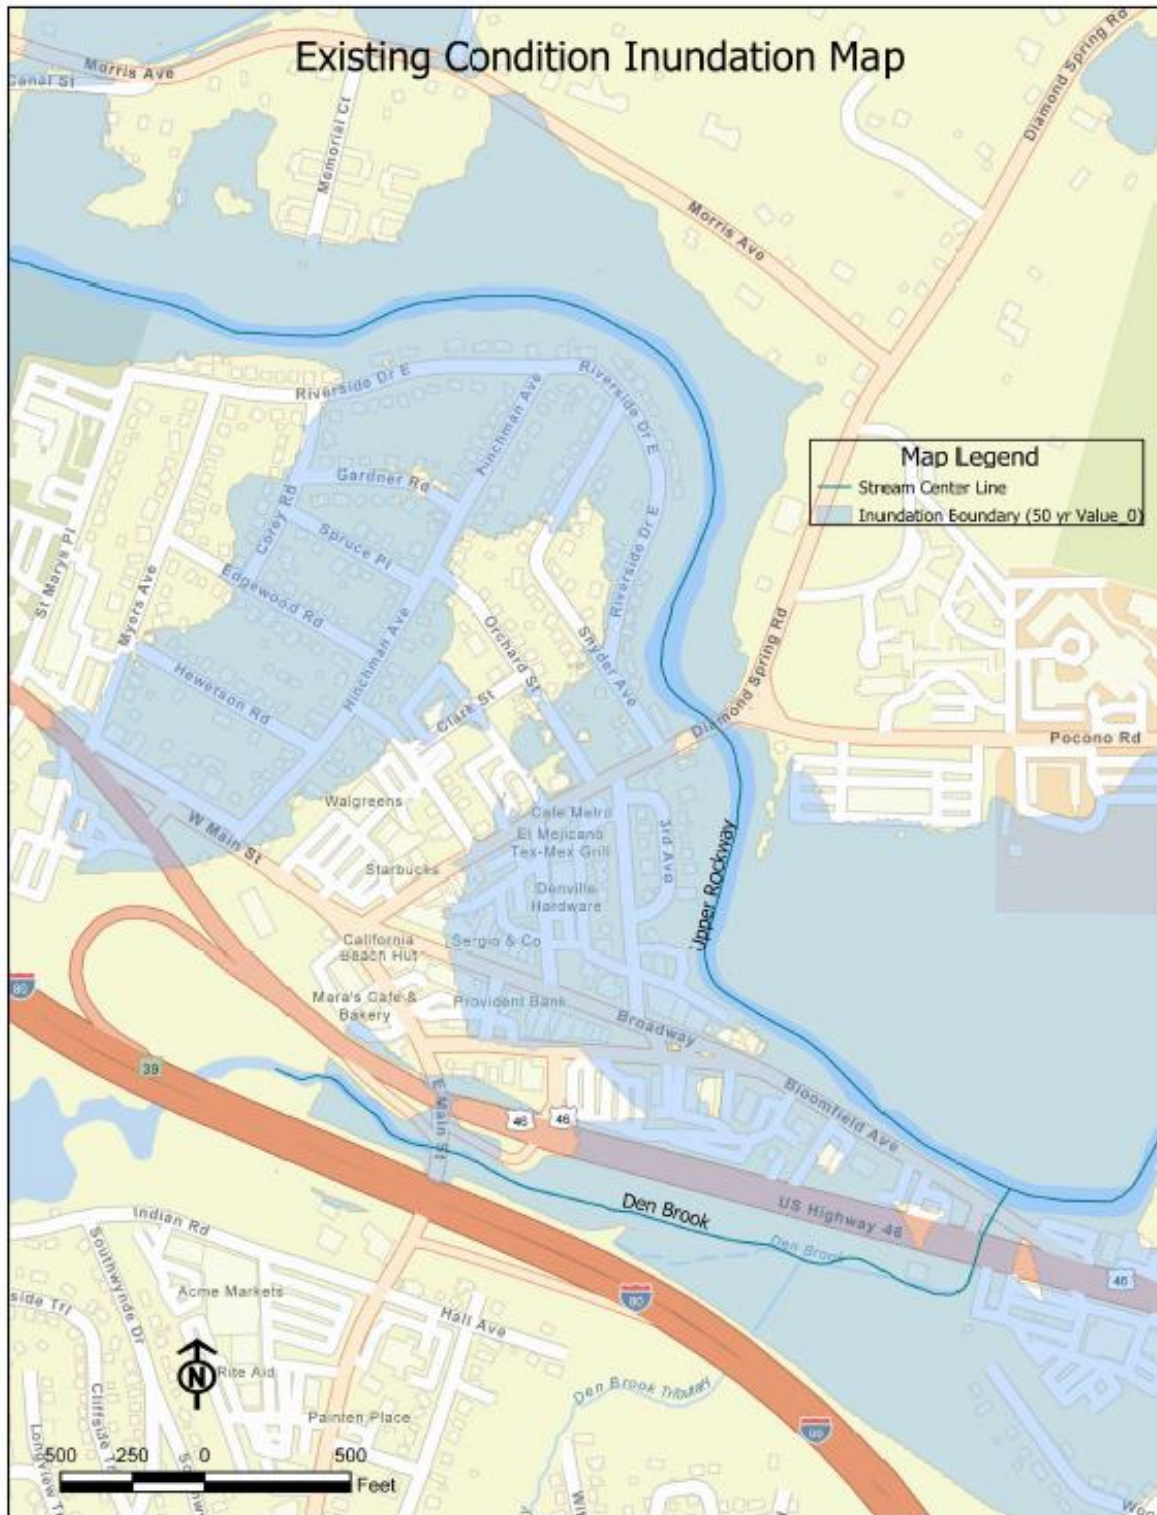 Existing Condition Inundation Map
Morris Ave
Canal St
Memorial Ct
Diamond Spring Rd
Morris Ave
Riverside Dr E
Hinchman Ave
Riverside Dr E
Map Legend
Stream Center Line
Inundation Boundary (50 yr Value_0)
Gardner Rd
Corey Rd
Spruce Pl
St Marys Pl
Myers Ave
Edgewood Rd
Riverside Dr E
Orchard St
Snyder Ave
Hinchman Ave
Hewetson Rd
Clark St
Diamond Spring Rd
Pocono Rd
Walgreens
W Main St
Cafe Metro
El Mejicano
Tex-Mex Grill
3rd Ave
Starbucks
Denville
Hardware
Upper Rockway
California
Beach Hut
Sergio & Co
Mara's Cafe &
Bakery
Provident Bank
Broadway
80
39
E Main St
46
46
Bloomfield Ave
Den Brook
US Highway 46
Den Brook
46
Indian Rd
Southwynde Dr
Acme Markets
side Trl
Hall Ave
80
N
Rite Aid
Cliffside Tr
Den Brook Tributary
Painten Place
Longview Tr
80
500 250 0 500
Feet